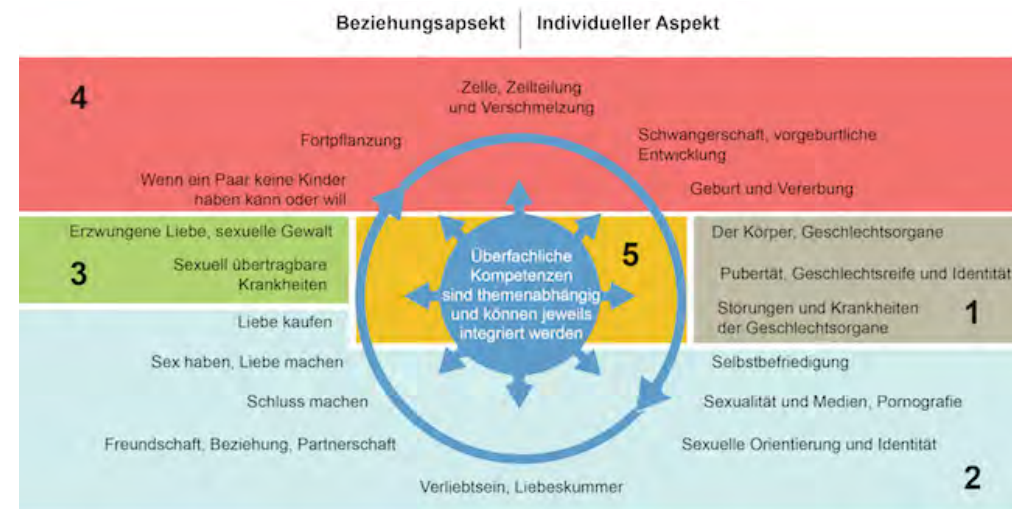 Beziehungsapsekt
Individueller Aspekt
4
Zelle, Zellteilung
und Verschmelzung
Fortpflanzung
Schwangerschaft, vorgeburtliche
Entwicklung
Wenn ein Paar keine Kinder
haben kann oder will
Geburt und Vererbung
Erzwungene Liebe, sexuelle Gewalt
3
Sexuell übertragbare
Krankheiten
Überfachliche
Kompetenzen
sind themenabhängig
und können jeweils
integriert werden
5
Der Körper, Geschlechtsorgane
Pubertät, Geschlechtsreife und Identität
Störungen und Krankheiten
der Geschlechtsorgane
1
Liebe kaufen
Sex haben, Liebe machen
Schluss machen
Freundschaft, Beziehung, Partnerschaft
Verliebtsein, Liebeskummer
Selbstbefriedigung
Sexualität und Medien, Pornografie
Sexuelle Orientierung und Identität
2